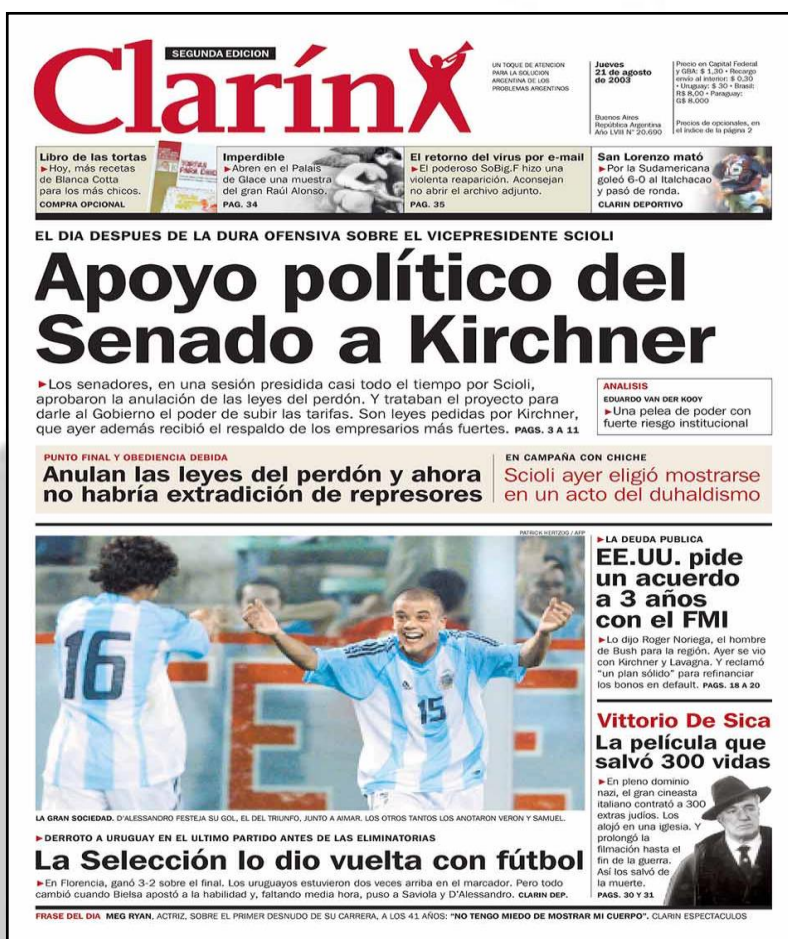 SEGUNDA EDICION
Clarín
UN TOQUE DE ATENCION
PARA LA SOLUCION
ARGENTINA DE LOS
PROBLEMAS ARGENTINOS
Jueves
21 de agosto
de 2003
Buenos Aires
República Argentina
Año LVIII N° 20.690
Precio en Capital Federal
y GBA: $ 1,30 • Recargo
envío al interior: $ 0,30
• Uruguay: $ 30 • Brasil:
R$ 8,00 • Paraguay:
G$ 8.000
Precios de opcionales, en
el índice de la página 2
Libro de las tortas
►Hoy, más recetas
de Blanca Cotta
para los más chicos.
COMPRA OPCIONAL
TORTAS
Imperdible
►Abren en el Palais
de Glace una muestra
del gran Raúl Alonso.
PAG. 34
El retorno del virus por e-mail
►El poderoso SoBig.F hizo una
violenta reaparición. Aconsejan
no abrir el archivo adjunto.
PAG. 35
San Lorenzo mató
►Por la Sudamericana
goleó 6-0 al Italchacao
y pasó de ronda.
CLARIN DEPORTIVO
16
EL DIA DESPUES DE LA DURA OFENSIVA SOBRE EL VICEPRESIDENTE SCIOLI
Apoyo político del
Senado a Kirchner
►Los senadores, en una sesión presidida casi todo el tiempo por Scioli,
aprobaron la anulación de las leyes del perdón. Y trataban el proyecto para
darle al Gobierno el poder de subir las tarifas. Son leyes pedidas por Kirchner,
que ayer además recibió el respaldo de los empresarios más fuertes. PAGS. 3 A 11
ANALISIS
EDUARDO VAN DER KOOY
►Una pelea de poder con
fuerte riesgo institucional
PUNTO FINAL Y OBEDIENCIA DEBIDA
Anulan las leyes del perdón y ahora
no habría extradición de represores
EN CAMPAÑA CON CHICHE
Scioli ayer eligió mostrarse
en un acto del duhaldismo
PATRICK HERTZOG / AFP
16
15
LA GRAN SOCIEDAD. D'ALESSANDRO FESTEJA SU GOL, EL DEL TRIUNFO, JUNTO A AIMAR. LOS OTROS TANTOS LOS ANOTARON VERON Y SAMUEL.
►DERROTO A URUGUAY EN EL ULTIMO PARTIDO ANTES DE LAS ELIMINATORIAS
La Selección lo dio vuelta con fútbol
►En Florencia, ganó 3-2 sobre el final. Los uruguayos estuvieron dos veces arriba en el marcador. Pero todo
cambió cuando Bielsa apostó a la habilidad y, faltando media hora, puso a Saviola y D'Alessandro. CLARIN DEP.
►LA DEUDA PUBLICA
EE.UU. pide
un acuerdo
a 3 años
con el FMI
►Lo dijo Roger Noriega, el hombre
de Bush para la región. Ayer se vio
con Kirchner y Lavagna. Y reclamó
"un plan sólido" para refinanciar
los bonos en default. PAGS. 18 A 20
Vittorio De Sica
La película que
salvó 300 vidas
►En pleno dominio
nazi, el gran cineasta
italiano contrató a 300
extras judíos. Los
alojó en una iglesia. Y
prolongó la
filmación hasta el
fin de la guerra.
Así los salvó de
la muerte.
PAGS. 30 Y 31
FRASE DEL DIA MEG RYAN, ACTRIZ, SOBRE EL PRIMER DESNUDO DE SU CARRERA, A LOS 41 AÑOS: "NO TENGO MIEDO DE MOSTRAR MI CUERPO". CLARIN ESPECTACULOS